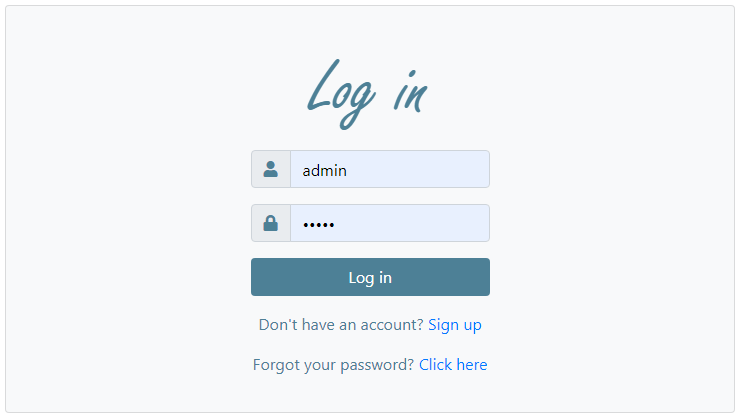 Log in
admin
•••••
Log in
Don't have an account? Sign up
Forgot your password? Click here